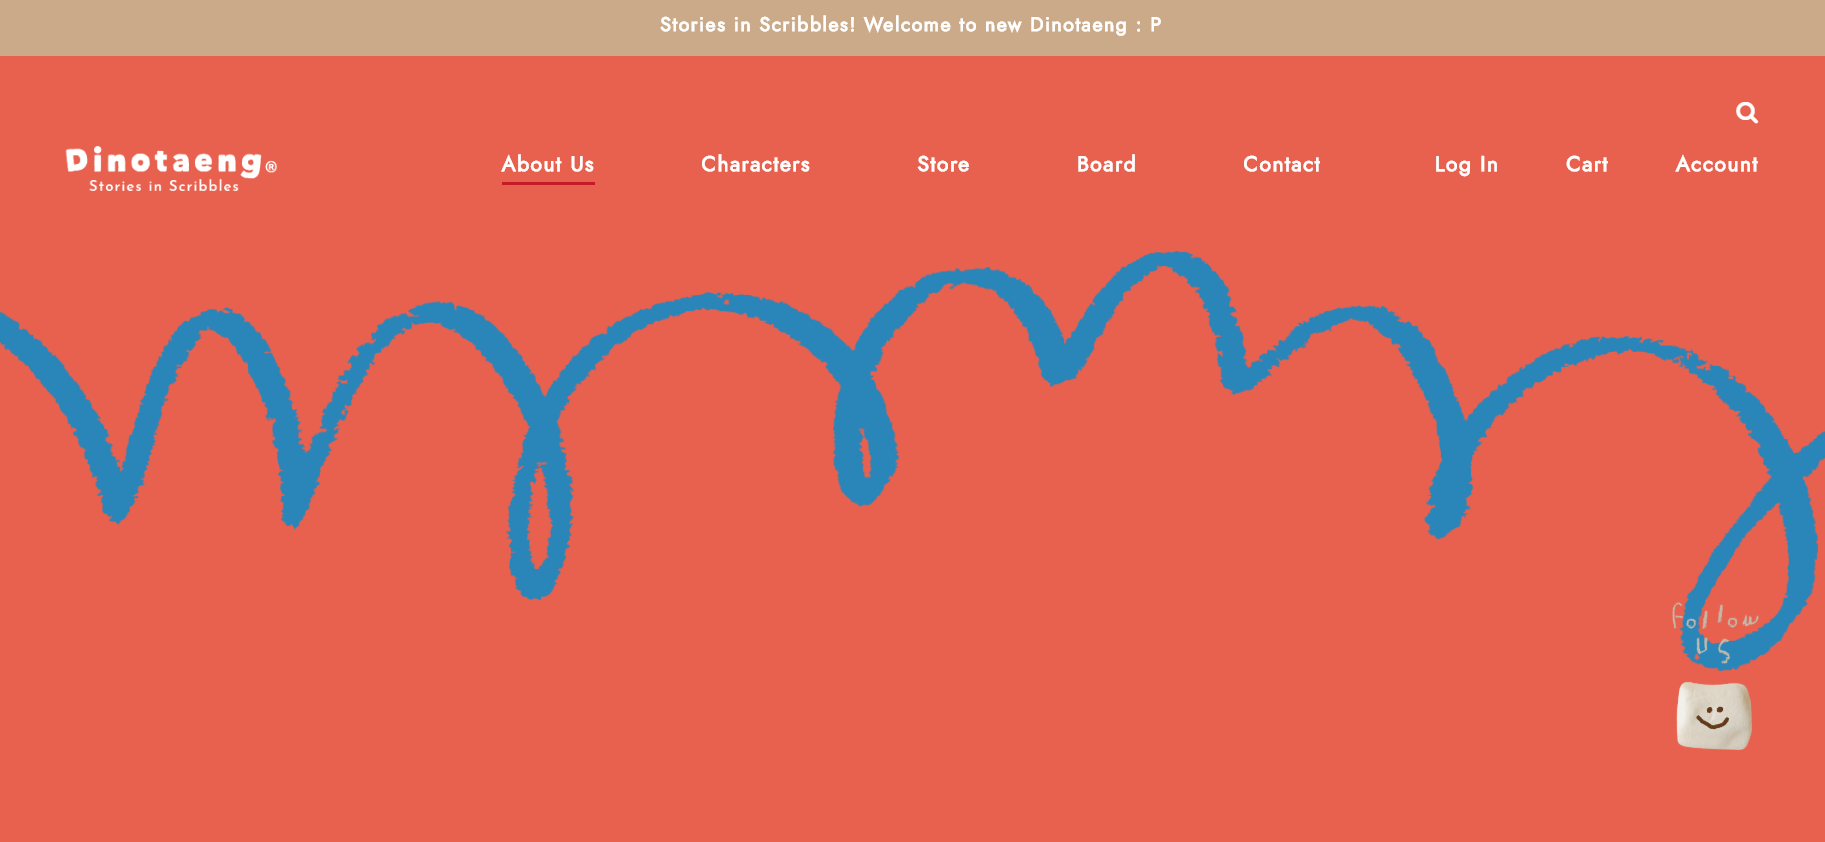 Stories in Scribbles! Welcome to new Dinotaeng : P
Dinotaeng®
Stories in Scribbles
About Us
Characters
Store
Board
Contact
Log In
Cart
Account
follow
us